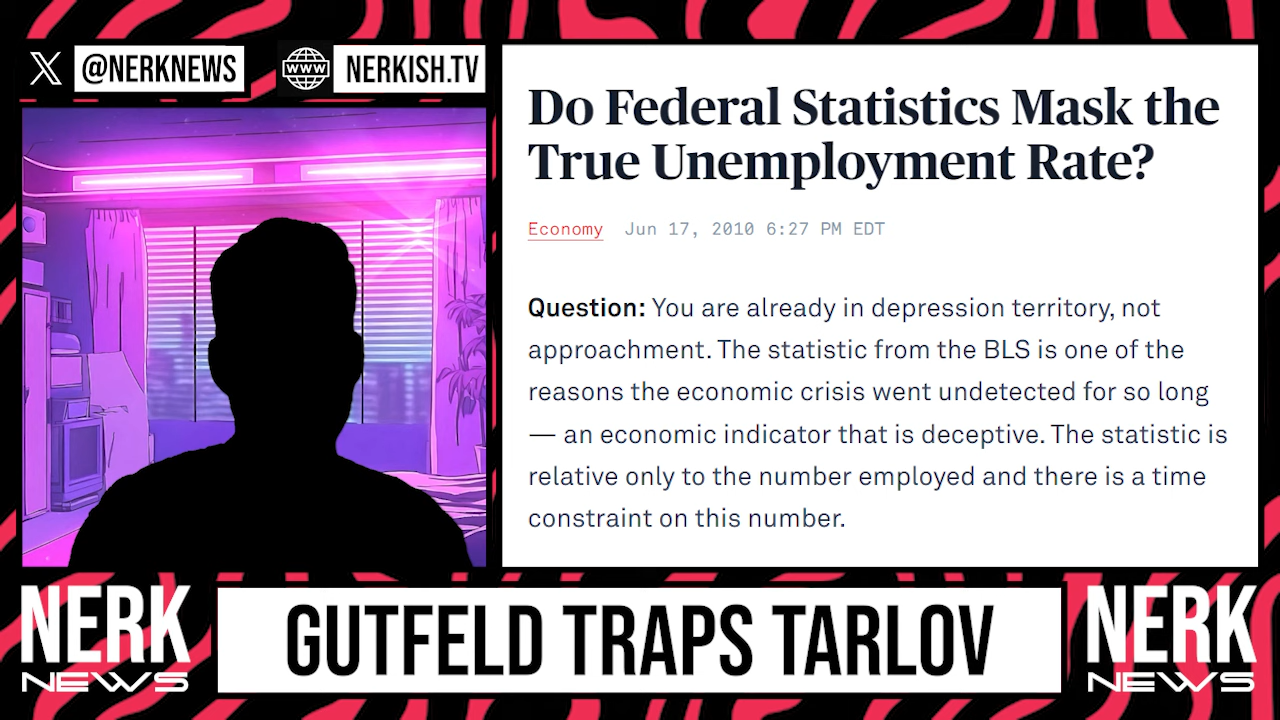 𝕏 @NERKNEWS
WWW NERKISH.TV
Do Federal Statistics Mask the
True Unemployment Rate?
Economy Jun 17, 2010 6:27 PM EDT
Question: You are already in depression territory, not
approachment. The statistic from the BLS is one of the
reasons the economic crisis went undetected for so long
— an economic indicator that is deceptive. The statistic is
relative only to the number employed and there is a time
constraint on this number.
NERK
NEWS
GUTFELD TRAPS TARLOV
NERK
NEWS